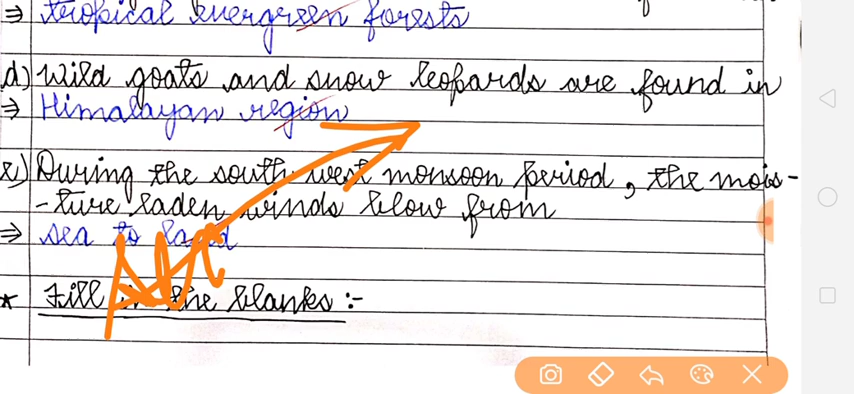 ⇒ tropical evergreen forests
d) Wild goats and snow leopards are found in
⇒ Himalayan region
e) During the south west monsoon period, the mois-
-ture laden winds blow from
⇒ sea to land
* Fill in the blanks :-